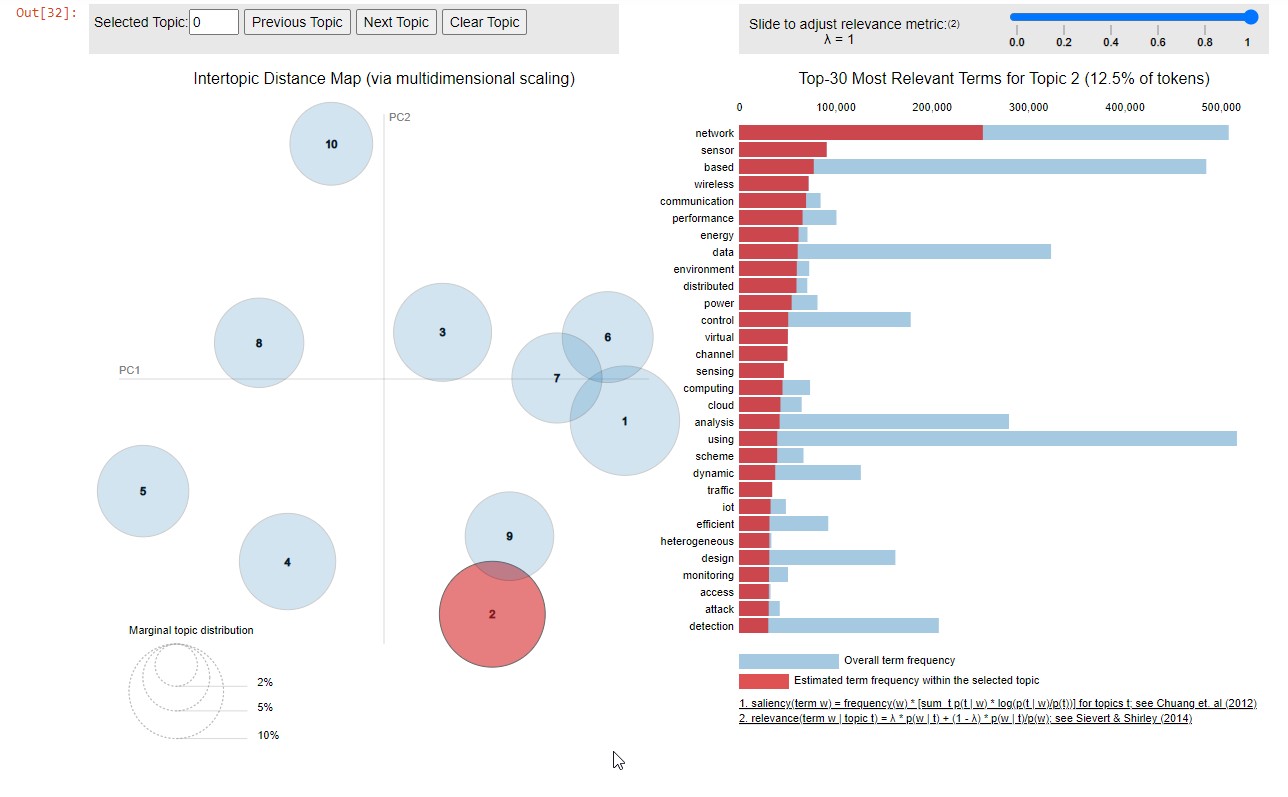 Out[32]:
Selected Topic: 0 Previous Topic Next Topic Clear Topic
Slide to adjust relevance metric:(2)
λ = 1
0.0 0.2 0.4 0.6 0.8 1
Intertopic Distance Map (via multidimensional scaling)
PC2
PC1
10
8
3
6
7
1
5
4
9
2
Marginal topic distribution
2%
5%
10%
Top-30 Most Relevant Terms for Topic 2 (12.5% of tokens)
0 100,000 200,000 300,000 400,000 500,000
network
sensor
based
wireless
communication
performance
energy
data
environment
distributed
power
control
virtual
channel
sensing
computing
cloud
analysis
using
scheme
dynamic
traffic
iot
efficient
heterogeneous
design
monitoring
access
attack
detection
Overall term frequency
Estimated term frequency within the selected topic
1. saliency(term w) = frequency(w) * [sum_t p(t | w) * log(p(t | w)/p(t))] for topics t; see Chuang et. al (2012)
2. relevance(term w | topic t) = λ * p(w | t) + (1 - λ) * p(w | t)/p(w); see Sievert & Shirley (2014)